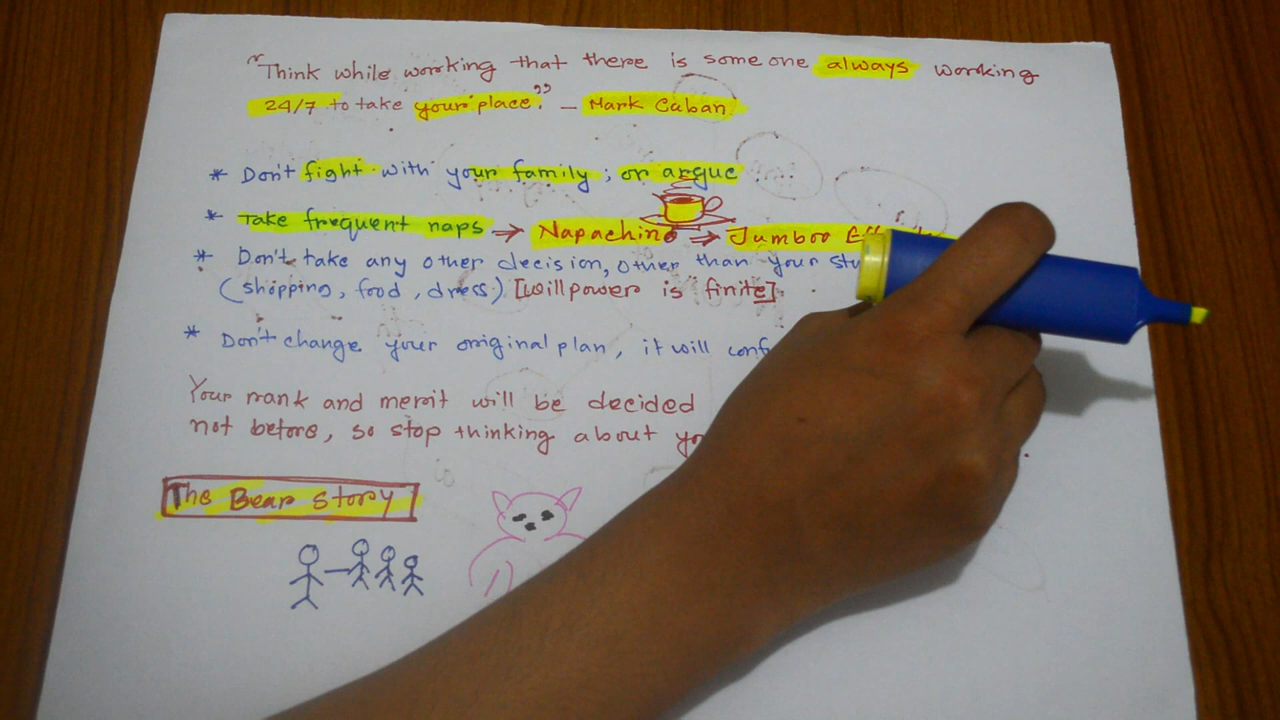 "Think while working that there is some one always working
24/7 to take your place." - Mark Cuban
* Don't fight with your family ; or argue
* Take frequent naps → Napachino → Jumboo
* Don't take any other decision, other than your
(shopping, food, dress) [willpower is finite]
* Don't change your original plan, it will
Your rank and merit will be decided
not before, so stop thinking about
The Bear Story